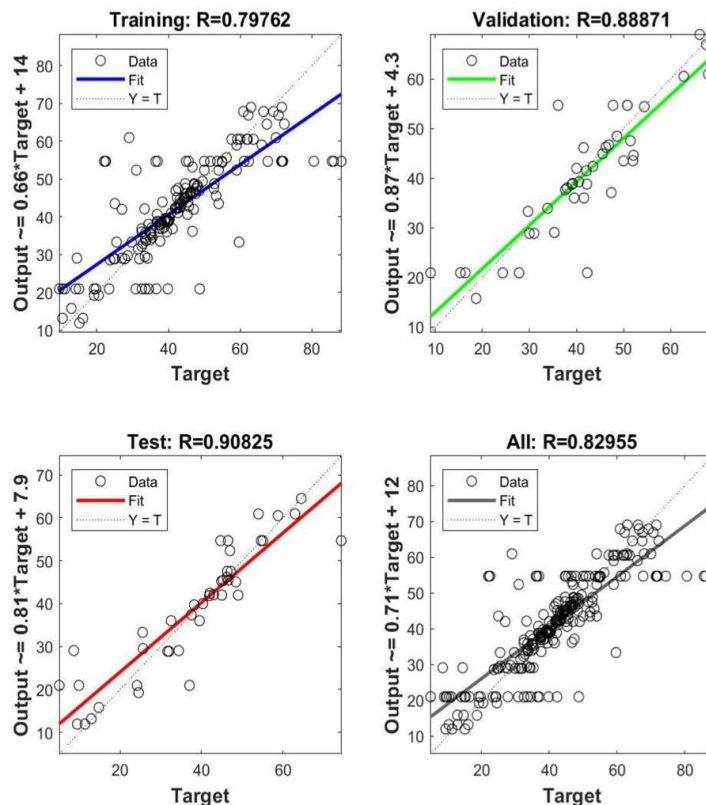 Training: R=0.79762
Output ~= 0.66*Target + 14
80
70
60
50
40
30
20
10
Data
Fit
Y = T
20
40
60
80
Target
Validation: R=0.88871
Output ~= 0.87*Target + 4.3
60
50
40
30
20
10
Data
Fit
Y = T
10
20
30
40
50
60
Target
Test: R=0.90825
Output ~= 0.81*Target + 7.9
70
60
50
40
30
20
10
Data
Fit
Y = T
20
40
60
Target
All: R=0.82955
Output ~= 0.71*Target + 12
80
70
60
50
40
30
20
10
Data
Fit
Y = T
20
40
60
80
Target